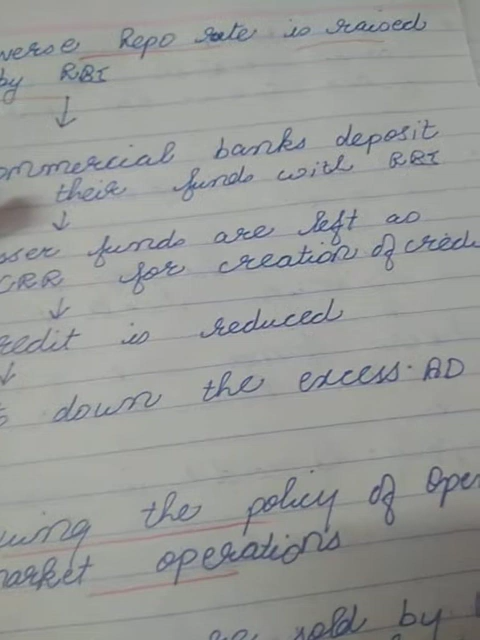 verse Repo rate is raised
by RBI
ommercial banks deposit
their funds with RBI
sser funds are left as
CRR for creation of cred
redit is reduced
s down the excess AD
wing the policy of ope
market operations
sold by